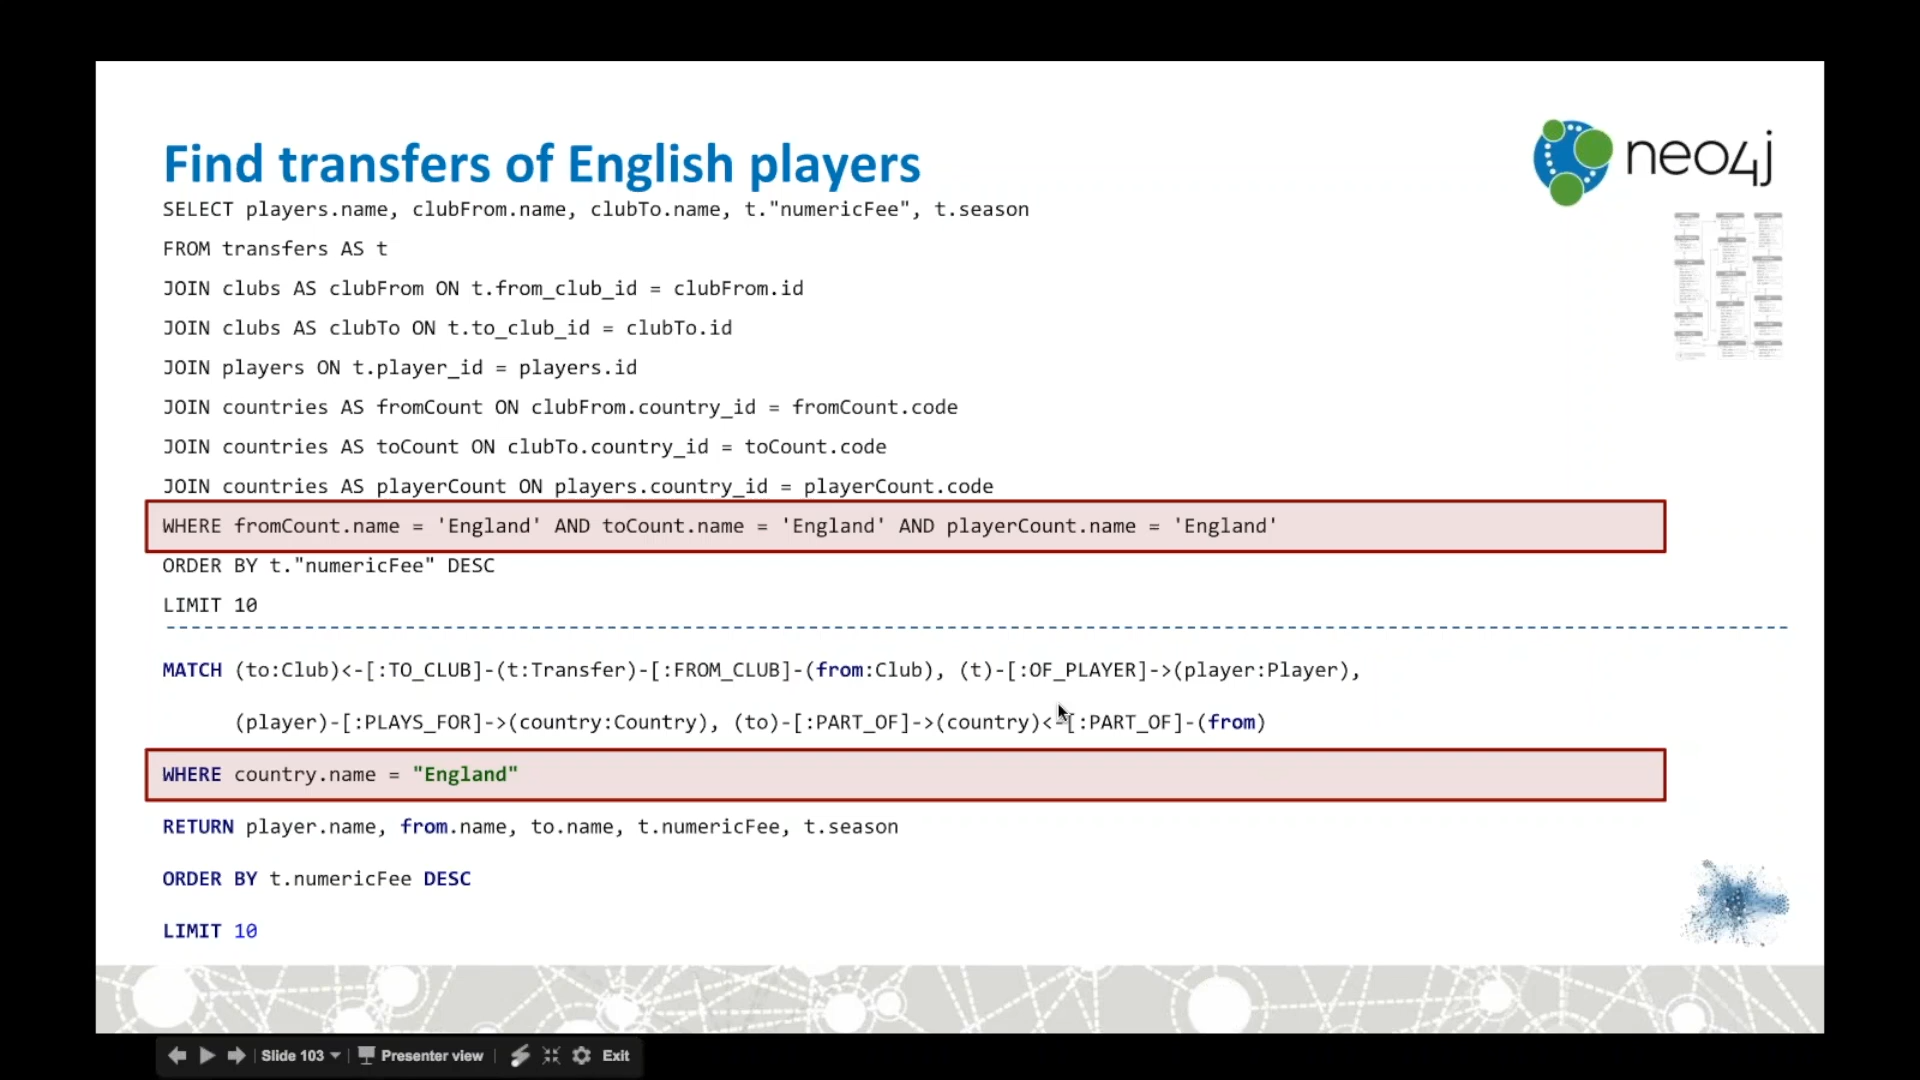 Find transfers of English players
neo4j
SELECT players.name, clubFrom.name, clubTo.name, t."numericFee", t.season
FROM transfers AS t
JOIN clubs AS clubFrom ON t.from_club_id = clubFrom.id
JOIN clubs AS clubTo ON t.to_club_id = clubTo.id
JOIN players ON t.player_id = players.id
JOIN countries AS fromCount ON clubFrom.country_id = fromCount.code
JOIN countries AS toCount ON clubTo.country_id = toCount.code
JOIN countries AS playerCount ON players.country_id = playerCount.code
WHERE fromCount.name = 'England' AND toCount.name = 'England' AND playerCount.name = 'England'
ORDER BY t."numericFee" DESC
LIMIT 10
MATCH (to:Club)<-[:TO_CLUB]-(t:Transfer)-[:FROM_CLUB]-(from:Club), (t)-[:OF_PLAYER]->(player:Player),
(player)-[:PLAYS_FOR]->(country:Country), (to)-[:PART_OF]->(country)<-[:PART_OF]-(from)
WHERE country.name = "England"
RETURN player.name, from.name, to.name, t.numericFee, t.season
ORDER BY t.numericFee DESC
LIMIT 10
Slide 103
Presenter view
Exit